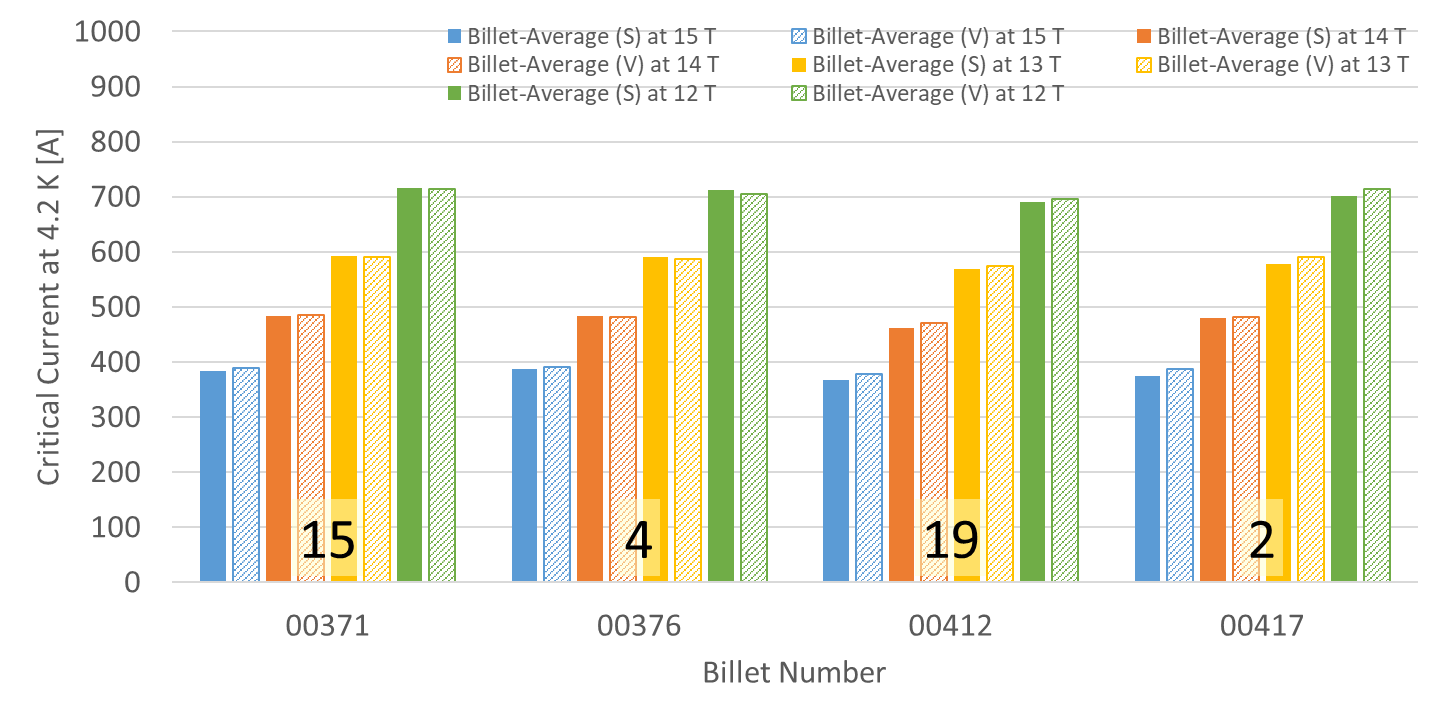 1000
900
800
700
600
500
400
300
200
100
0
Critical Current at 4.2 K [A]
Billet-Average (S) at 15 T Billet-Average (V) at 15 T Billet-Average (S) at 14 T
Billet-Average (V) at 14 T Billet-Average (S) at 13 T Billet-Average (V) at 13 T
Billet-Average (S) at 12 T Billet-Average (V) at 12 T
15 4 19 2
00371 00376 00412 00417
Billet Number